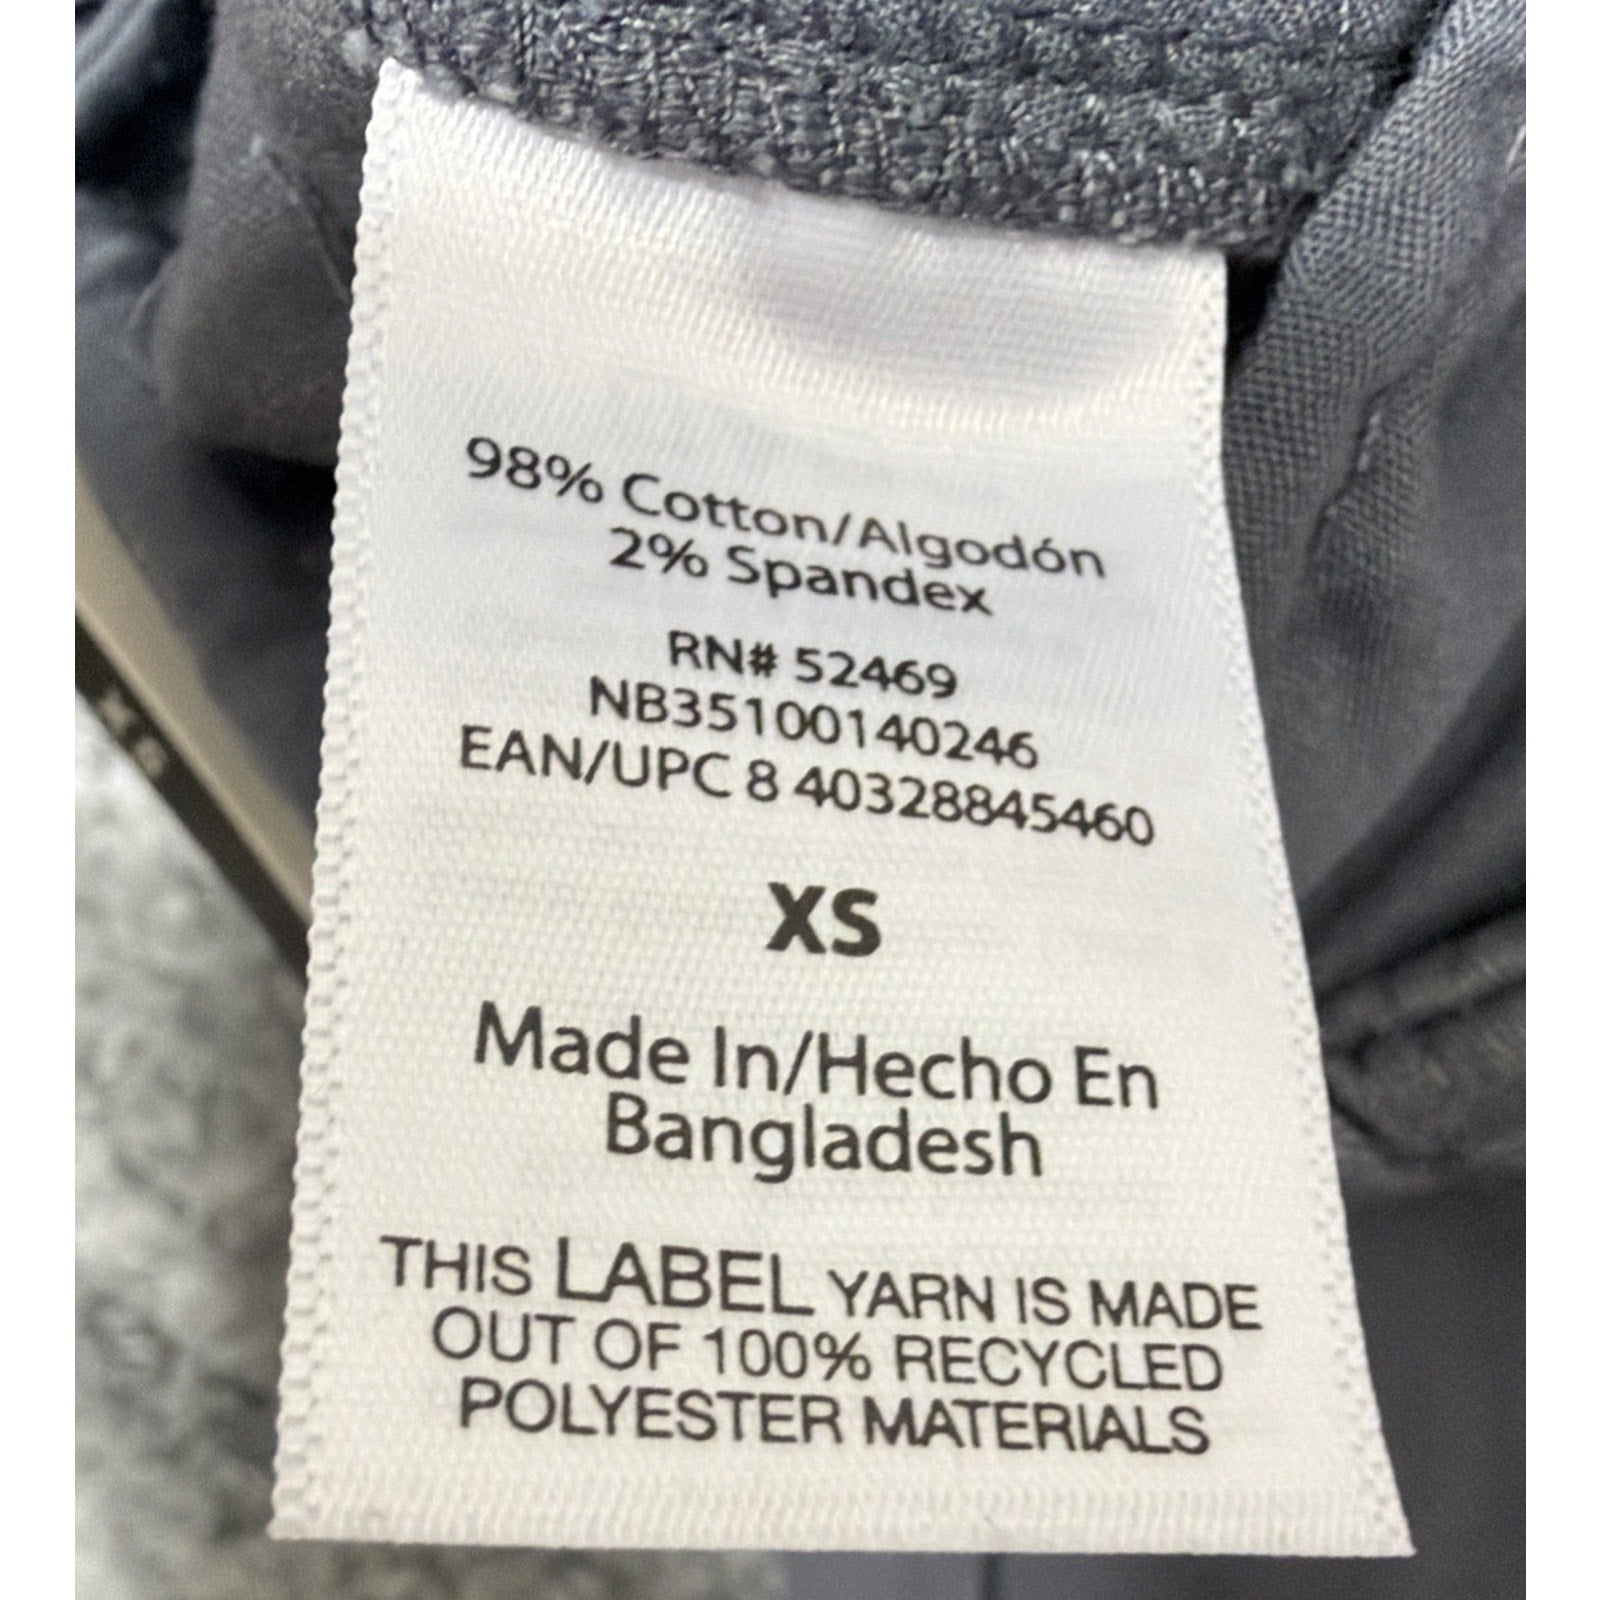 98% Cotton/Algodón
2% Spandex
RN# 52469
NB35100140246
EAN/UPC 8 40328845460
XS
Made In/Hecho En
Bangladesh
THIS LABEL YARN IS MADE
OUT OF 100% RECYCLED
POLYESTER MATERIALS